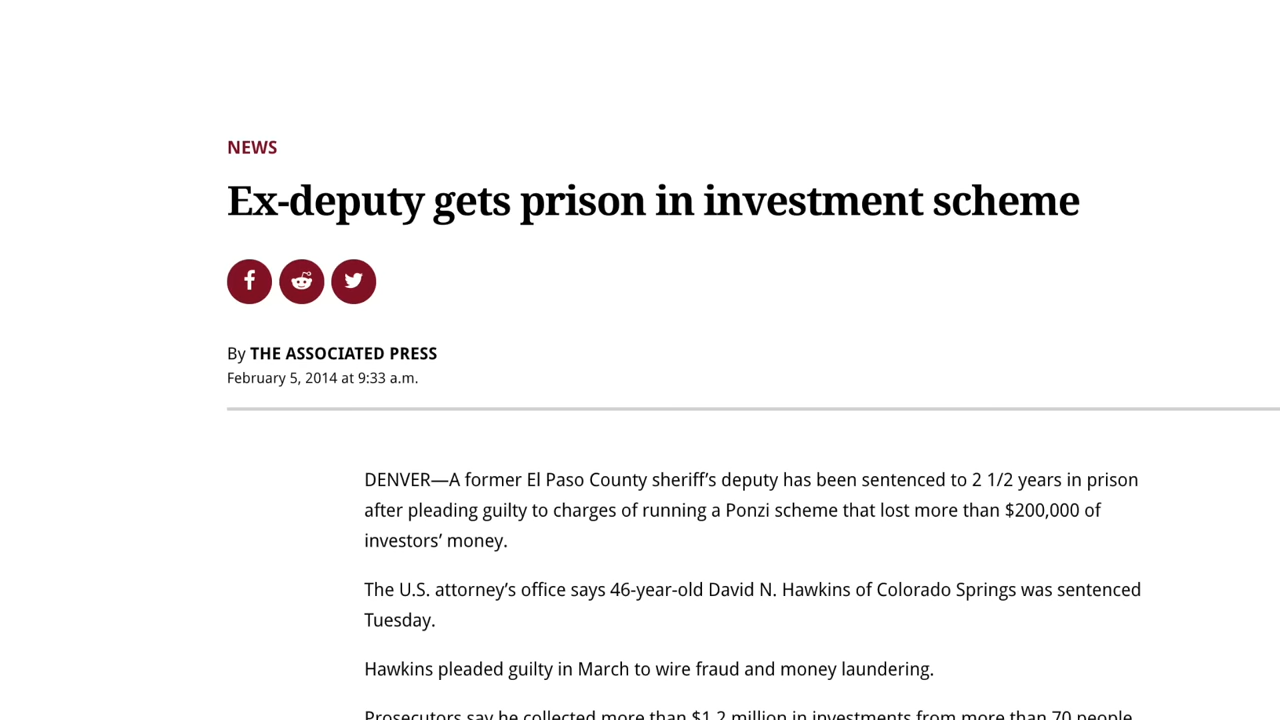 NEWS
Ex-deputy gets prison in investment scheme
By THE ASSOCIATED PRESS
February 5, 2014 at 9:33 a.m.
DENVER—A former El Paso County sheriff’s deputy has been sentenced to 2 1/2 years in prison
after pleading guilty to charges of running a Ponzi scheme that lost more than $200,000 of
investors’ money.
The U.S. attorney’s office says 46-year-old David N. Hawkins of Colorado Springs was sentenced
Tuesday.
Hawkins pleaded guilty in March to wire fraud and money laundering.
Prosecutors say he collected more than $1.2 million in investments from more than 70 people